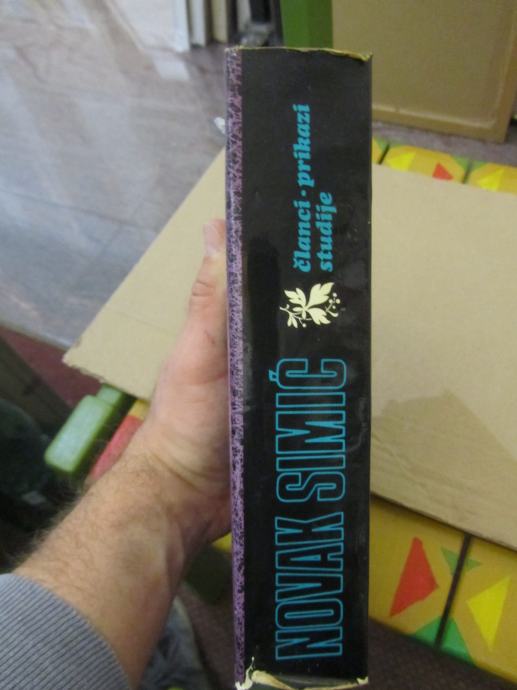 NOVAK SIMIĆ
članci · prikazi
studije